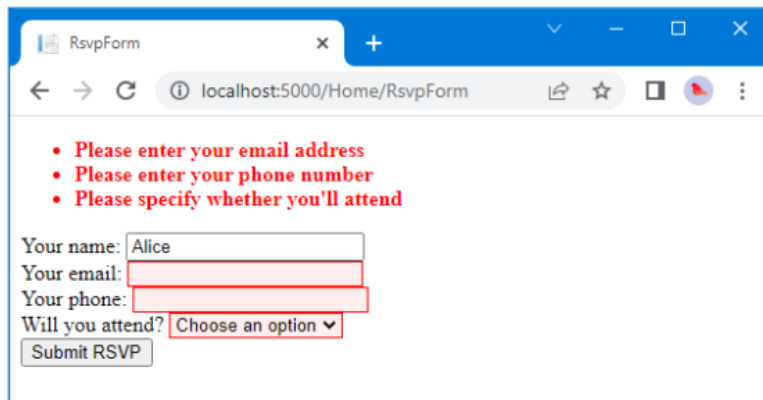 RsvpForm
localhost:5000/Home/RsvpForm
• Please enter your email address
• Please enter your phone number
• Please specify whether you'll attend
Your name: Alice
Your email:
Your phone:
Will you attend? Choose an option
Submit RSVP